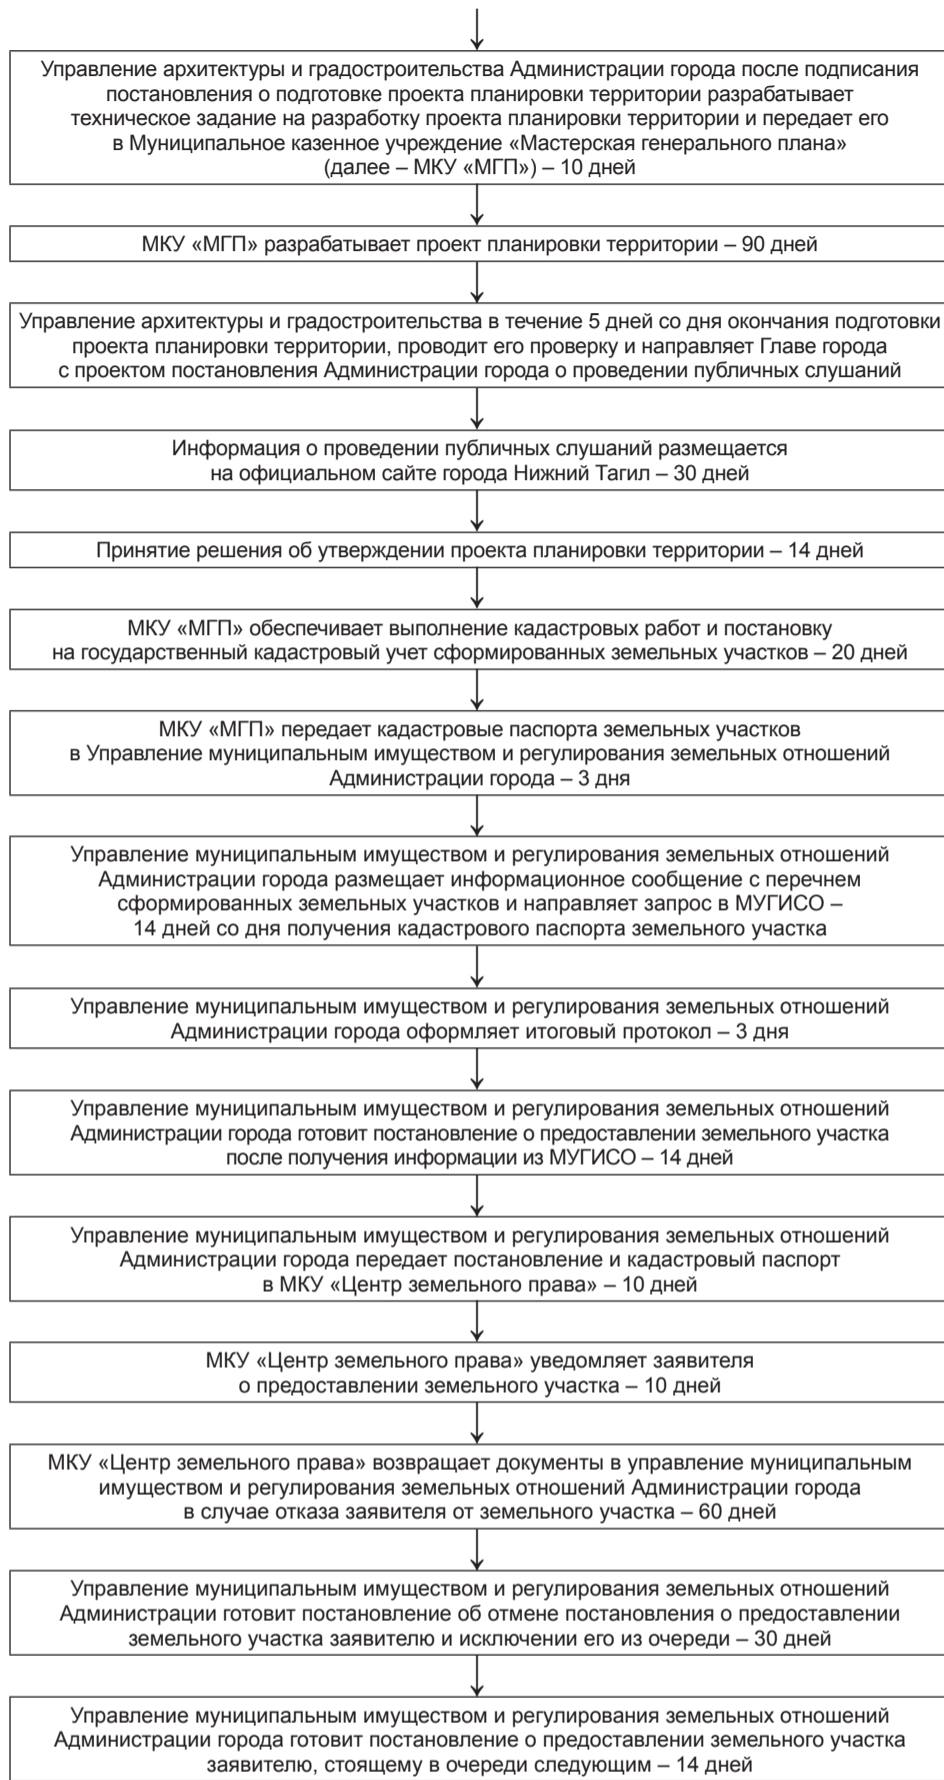 Управление архитектуры и градостроительства Администрации города после подписания
постановления о подготовке проекта планировки территории разрабатывает
техническое задание на разработку проекта планировки территории и передает его
в Муниципальное казенное учреждение «Мастерская генерального плана»
(далее – МКУ «МГП») – 10 дней
МКУ «МГП» разрабатывает проект планировки территории – 90 дней
Управление архитектуры и градостроительства в течение 5 дней со дня окончания подготовки
проекта планировки территории, проводит его проверку и направляет Главе города
с проектом постановления Администрации города о проведении публичных слушаний
Информация о проведении публичных слушаний размещается
на официальном сайте города Нижний Тагил – 30 дней
Принятие решения об утверждении проекта планировки территории – 14 дней
МКУ «МГП» обеспечивает выполнение кадастровых работ и постановку
на государственный кадастровый учет сформированных земельных участков – 20 дней
МКУ «МГП» передает кадастровые паспорта земельных участков
в Управление муниципальным имуществом и регулирования земельных отношений
Администрации города – 3 дня
Управление муниципальным имуществом и регулирования земельных отношений
Администрации города размещает информационное сообщение с перечнем
сформированных земельных участков и направляет запрос в МУГИСО –
14 дней со дня получения кадастрового паспорта земельного участка
Управление муниципальным имуществом и регулирования земельных отношений
Администрации города оформляет итоговый протокол – 3 дня
Управление муниципальным имуществом и регулирования земельных отношений
Администрации города готовит постановление о предоставлении земельного участка
после получения информации из МУГИСО – 14 дней
Управление муниципальным имуществом и регулирования земельных отношений
Администрации города передает постановление и кадастровый паспорт
в МКУ «Центр земельного права» – 10 дней
МКУ «Центр земельного права» уведомляет заявителя
о предоставлении земельного участка – 10 дней
МКУ «Центр земельного права» возвращает документы в управление муниципальным
имуществом и регулирования земельных отношений Администрации города
в случае отказа заявителя от земельного участка – 60 дней
Управление муниципальным имуществом и регулирования земельных отношений
Администрации готовит постановление об отмене постановления о предоставлении
земельного участка заявителю и исключении его из очереди – 30 дней
Управление муниципальным имуществом и регулирования земельных отношений
Администрации города готовит постановление о предоставлении земельного участка
заявителю, стоящему в очереди следующим – 14 дней